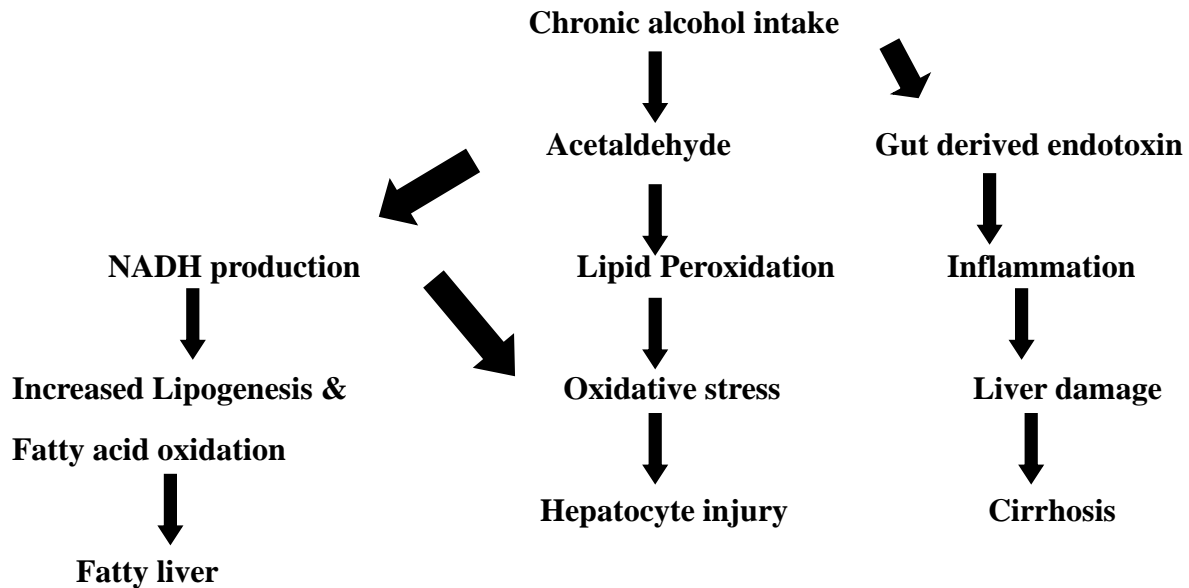 Chronic alcohol intake
Acetaldehyde
Gut derived endotoxin
NADH production
Lipid Peroxidation
Inflammation
Increased Lipogenesis &
Fatty acid oxidation
Oxidative stress
Liver damage
Hepatocyte injury
Cirrhosis
Fatty liver